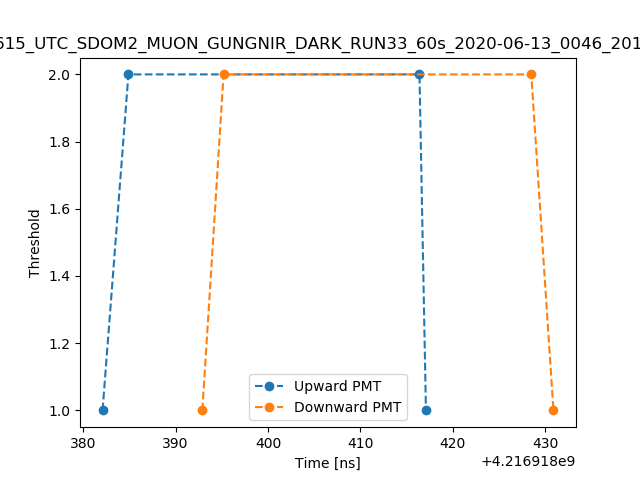 615_UTC_SDOM2_MUON_GUNGNIR_DARK_RUN33_60s_2020-06-13_0046_201
2.0
1.8
1.6
1.4
1.2
1.0
Threshold
Upward PMT
Downward PMT
380 390 400 410 420 430
Time [ns]
+4.216918e9